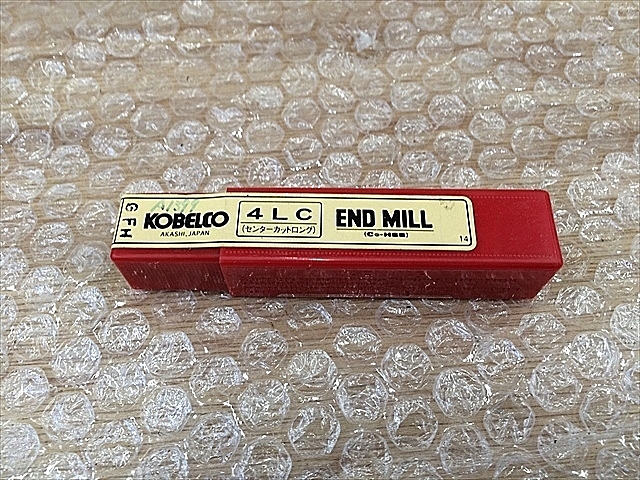 G F H
KOBELCO
AKASHI, JAPAN
4LC
(センターカットロング)
END MILL
(Co-HSS)
14